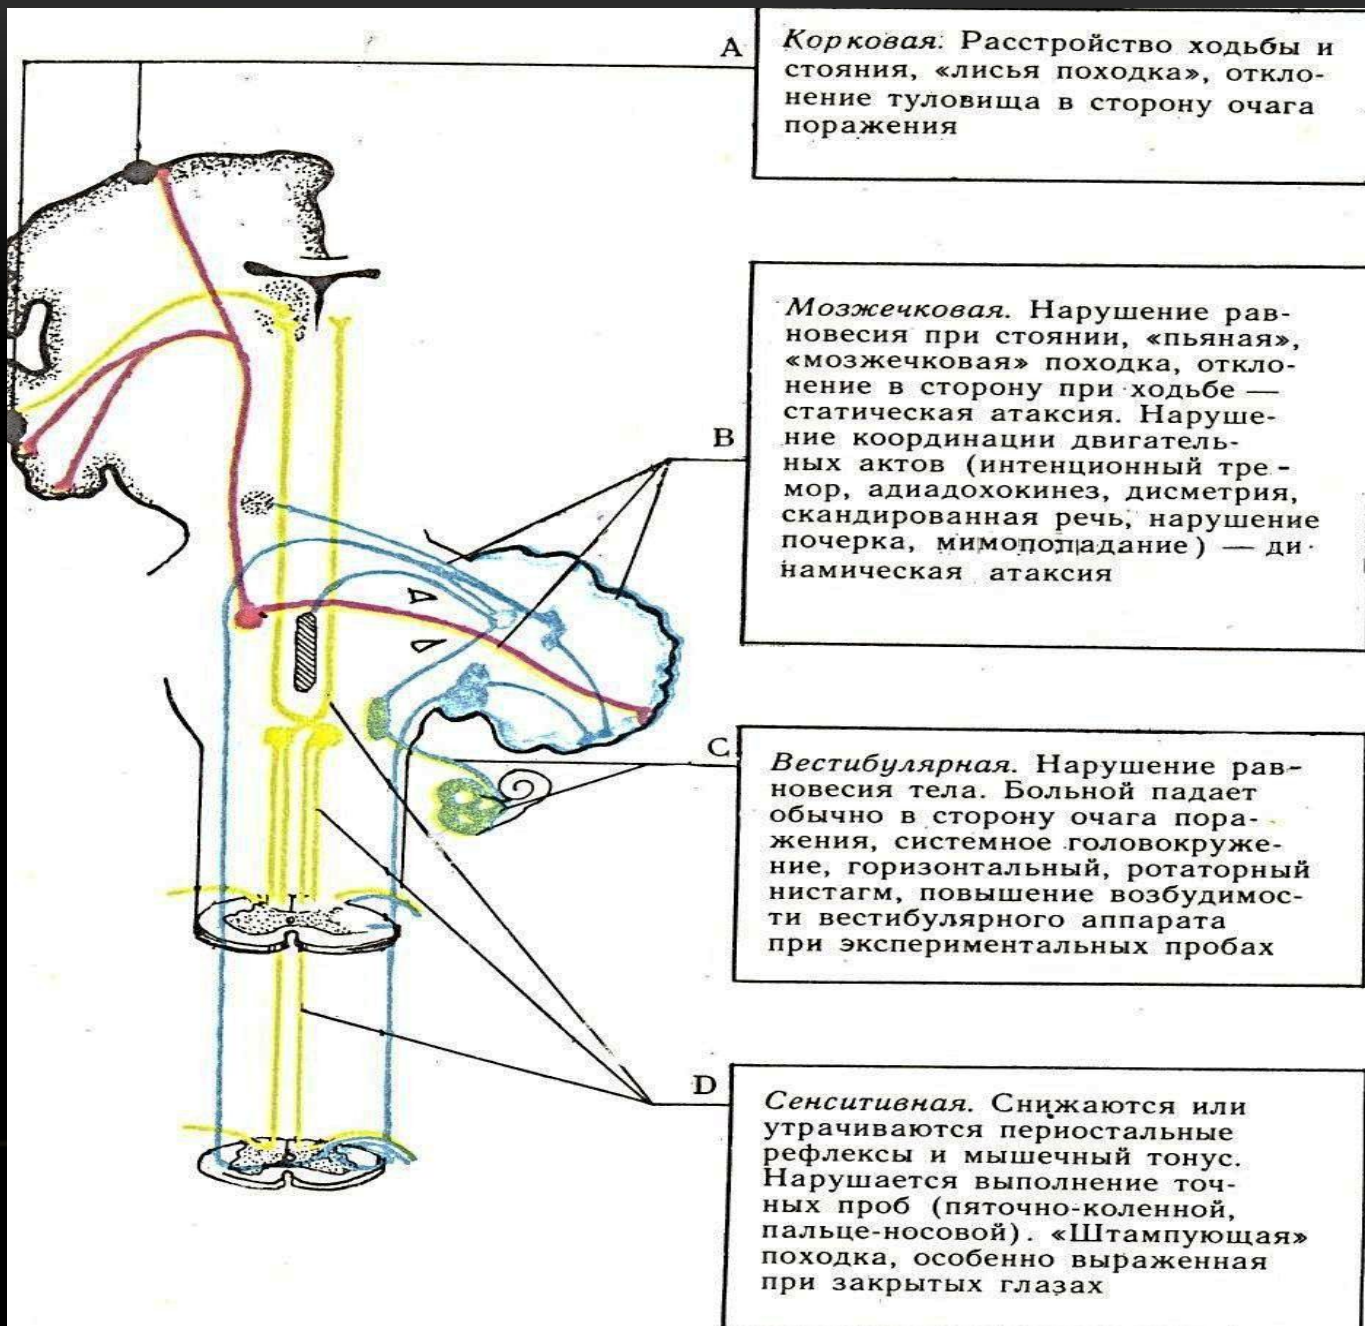 A
Корковая. Расстройство ходьбы и
стояния, «лисья походка», откло-
нение туловища в сторону очага
поражения
B
Мозжечковая. Нарушение рав-
новесия при стоянии, «пьяная»,
«мозжечковая» походка, откло-
нение в сторону при ходьбе —
статическая атаксия. Наруше-
ние координации двигатель-
ных актов (интенционный тре-
мор, адиадохокинез, дисметрия,
скандированная речь, нарушение
почерка, мимопопадание) — ди-
намическая атаксия
C
Вестибулярная. Нарушение рав-
новесия тела. Больной падает
обычно в сторону очага пора-
жения, системное головокруже-
ние, горизонтальный, ротаторный
нистагм, повышение возбудимос-
ти вестибулярного аппарата
при экспериментальных пробах
D
Сенситивная. Снижаются или
утрачиваются периостальные
рефлексы и мышечный тонус.
Нарушается выполнение точ-
ных проб (пяточно-коленной,
пальце-носовой). «Штампующая»
походка, особенно выраженная
при закрытых глазах